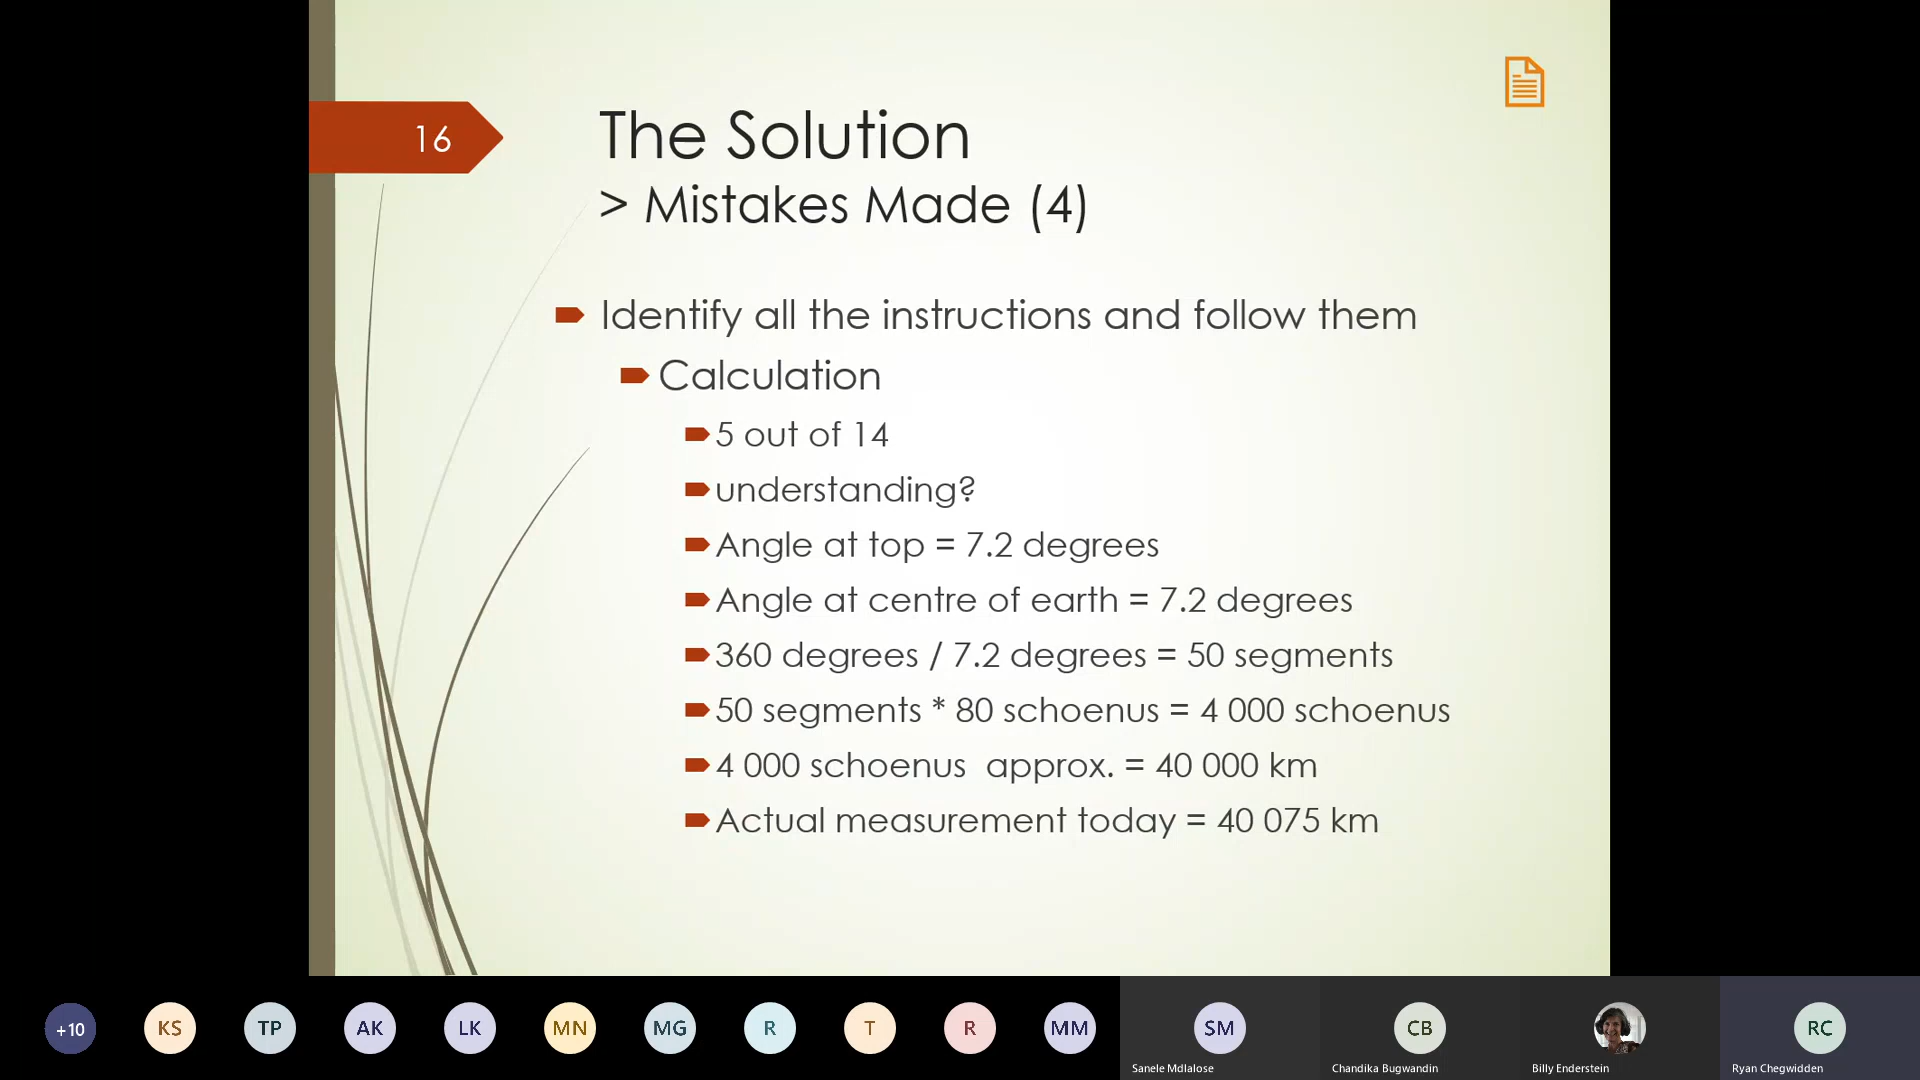 16
The Solution
> Mistakes Made (4)
Identify all the instructions and follow them
Calculation
5 out of 14
understanding?
Angle at top = 7.2 degrees
Angle at centre of earth = 7.2 degrees
360 degrees / 7.2 degrees = 50 segments
50 segments * 80 schoenus = 4 000 schoenus
4 000 schoenus approx. = 40 000 km
Actual measurement today = 40 075 km
+10 KS TP AK LK MN MG R T R MM SM CB RC
Sanele Mdlalose Chandika Bugwandin Billy Enderstein Ryan Chegwidden